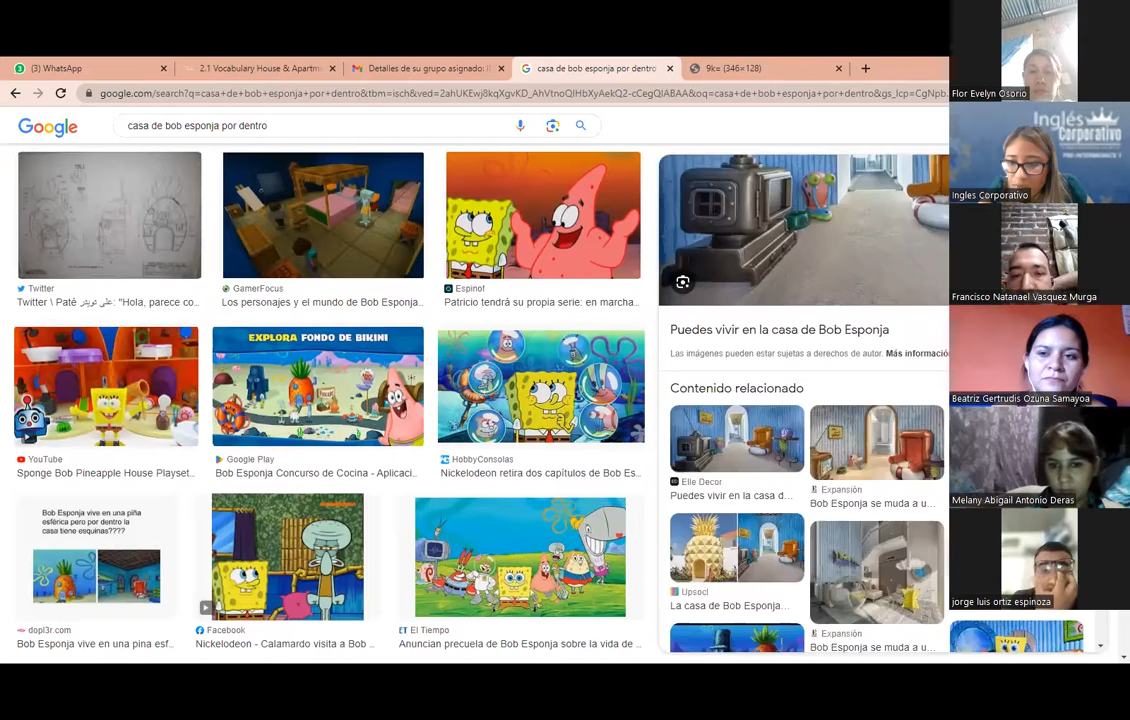 (3) WhatsApp
2.1 Vocabulary House & Apartm
Detalles de su grupo asignado:
casa de bob esponja por dentro
9k= (346×128)
google.com/search?q=casa+de+bob+esponja+por+dentro&tbm=isch&ved=2ahUKEwj8kqXgvKD_AhVtnoQIHbXyAekQ2-cCegQIABAA&oq=casa+de+bob+esponja+por+dentro&gs_lcp=CgNpb
Google
casa de bob esponja por dentro
Twitter
Twitter \ Paté على تويتر: "Hola, parece co...
GamerFocus
Los personajes y el mundo de Bob Esponja...
Espinof
Patricio tendrá su propia serie: en marcha...
EXPLORA FONDO DE BIKINI
YouTube
Sponge Bob Pineapple House Playset...
Google Play
Bob Esponja Concurso de Cocina - Aplicaci...
HobbyConsolas
Nickelodeon retira dos capítulos de Bob Es...
Bob Esponja vive en una piña
esférica pero por dentro la
casa tiene esquinas????
dopl3r.com
Bob Esponja vive en una pina esf...
Facebook
Nickelodeon - Calamardo visita a Bob ...
ET El Tiempo
Anuncian precuela de Bob Esponja sobre la vida de ...
Puedes vivir en la casa de Bob Esponja
Las imágenes pueden estar sujetas a derechos de autor. Más informació
Contenido relacionado
Elle Decor
Puedes vivir en la casa d...
Expansión
Bob Esponja se muda a u...
Upsocl
La casa de Bob Esponja...
Expansión
Bob Esponja se muda a u...
Flor Evelyn Osorio
Inglés
Corporativo
PRE-INTERMEDIATE 1
Ingles Corporativo
Francisco Natanael Vasquez Murga
Beatriz Gertrudis Ozuna Samayoa
Melany Abigail Antonio Deras
jorge luis ortiz espinoza